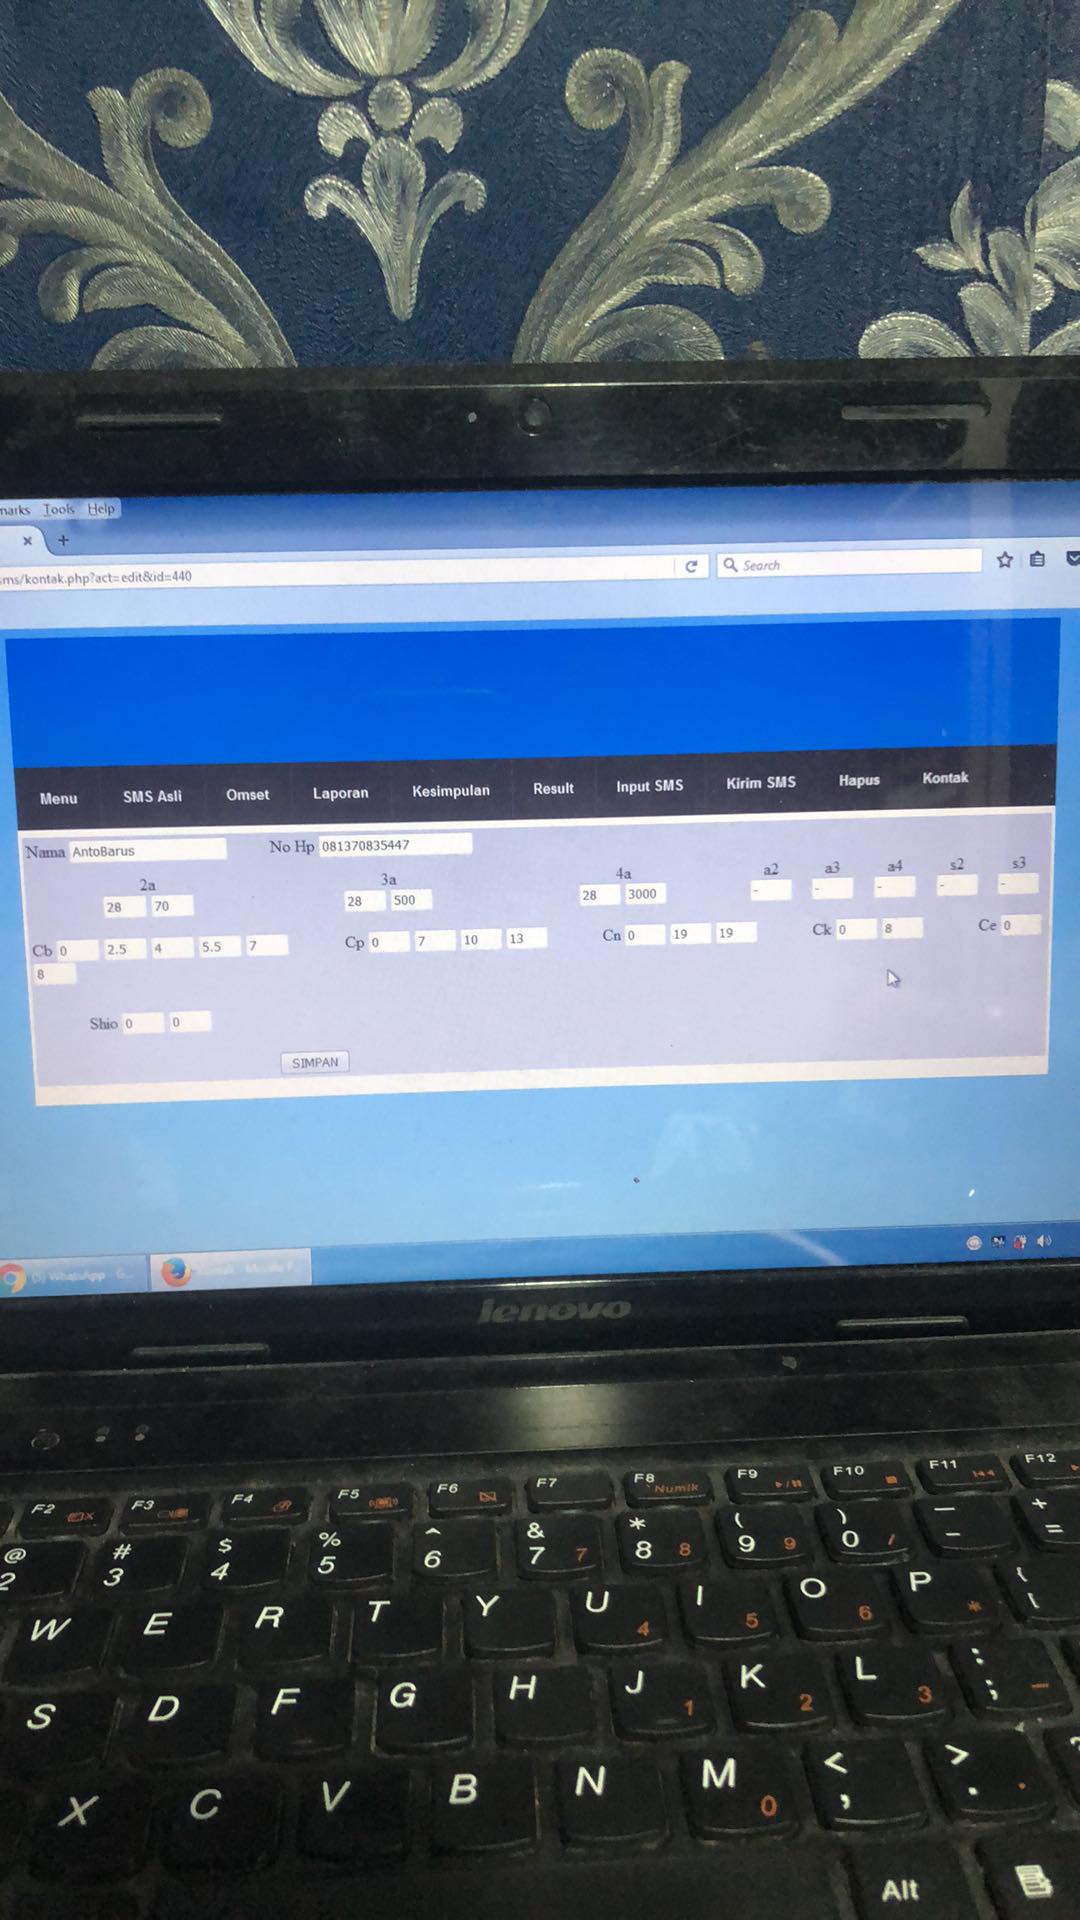 marks Tools Help
× +
sms/kontak.php?act=edit&id=440 Search
Menu SMS Asli Omset Laporan Kesimpulan Result Input SMS Kirim SMS Hapus Kontak
Nama AntoBarus No Hp 081370835447
2a 3a 4a a2 a3 a4 s2 s3
28 70 28 500 28 3000 - - - - -
Cb 0 2.5 4 5.5 7 Cp 0 7 10 13 Cn 0 19 19 Ck 0 8 Ce 0
8
Shio 0 0
SIMPAN
WhatsApp
lenovo
F2 F3 F4 F5 F6 F7 F8 Numlk F9 F10 F11 F12
@ 2 # 3 $ 4 % 5 ^ 6 & 7 7 * 8 8 ( 9 9 ) 0 / — - + =
W E R T Y U 4 I 5 O 6 P * { [
S D F G H J 1 K 2 L 3 : ;
X C V B N M 0 < , > . ?
Alt